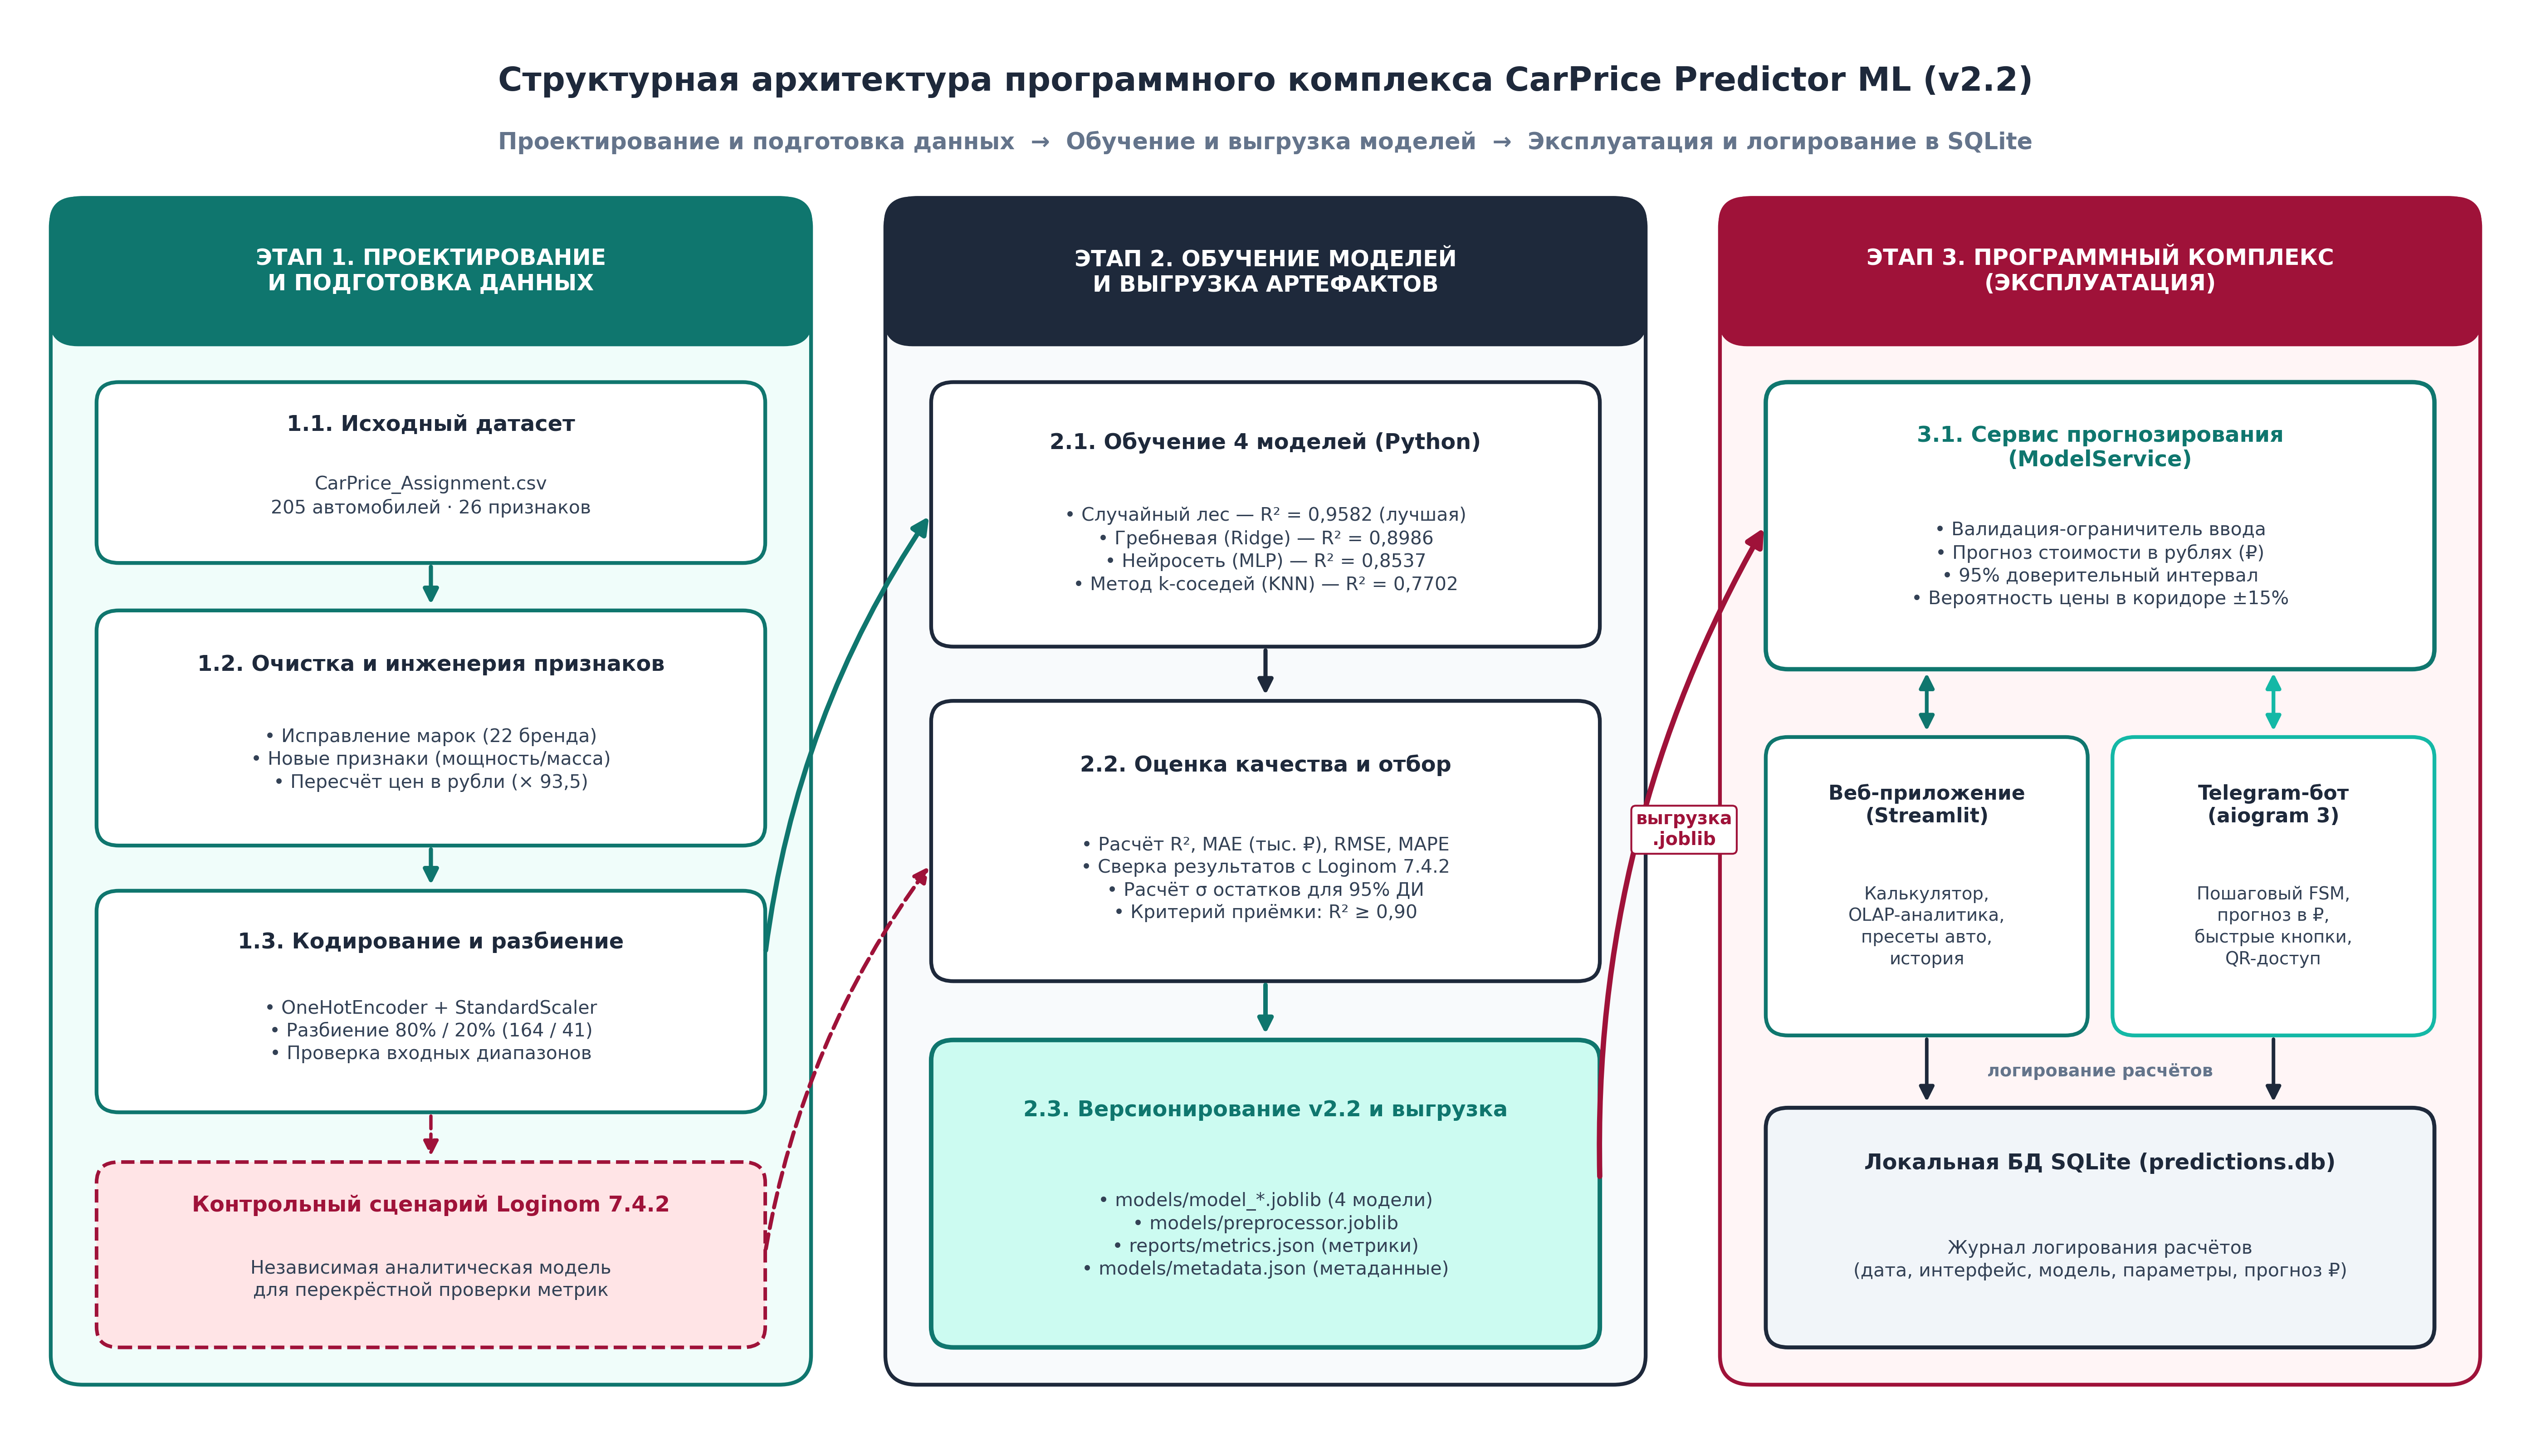 Структурная архитектура программного комплекса CarPrice Predictor ML (v2.2)
Проектирование и подготовка данных → Обучение и выгрузка моделей → Эксплуатация и логирование в SQLite
ЭТАП 1. ПРОЕКТИРОВАНИЕ
И ПОДГОТОВКА ДАННЫХ
1.1. Исходный датасет
CarPrice_Assignment.csv
205 автомобилей · 26 признаков
1.2. Очистка и инженерия признаков
• Исправление марок (22 бренда)
• Новые признаки (мощность/масса)
• Пересчёт цен в рубли (× 93,5)
1.3. Кодирование и разбиение
• OneHotEncoder + StandardScaler
• Разбиение 80% / 20% (164 / 41)
• Проверка входных диапазонов
Контрольный сценарий Loginom 7.4.2
Независимая аналитическая модель
для перекрёстной проверки метрик
ЭТАП 2. ОБУЧЕНИЕ МОДЕЛЕЙ
И ВЫГРУЗКА АРТЕФАКТОВ
2.1. Обучение 4 моделей (Python)
• Случайный лес — R² = 0,9582 (лучшая)
• Гребневая (Ridge) — R² = 0,8986
• Нейросеть (MLP) — R² = 0,8537
• Метод k-соседей (KNN) — R² = 0,7702
2.2. Оценка качества и отбор
• Расчёт R², MAE (тыс. ₽), RMSE, MAPE
• Сверка результатов с Loginom 7.4.2
• Расчёт σ остатков для 95% ДИ
• Критерий приёмки: R² ≥ 0,90
2.3. Версионирование v2.2 и выгрузка
• models/model_*.joblib (4 модели)
• models/preprocessor.joblib
• reports/metrics.json (метрики)
• models/metadata.json (метаданные)
выгрузка
.joblib
ЭТАП 3. ПРОГРАММНЫЙ КОМПЛЕКС
(ЭКСПЛУАТАЦИЯ)
3.1. Сервис прогнозирования
(ModelService)
• Валидация-ограничитель ввода
• Прогноз стоимости в рублях (₽)
• 95% доверительный интервал
• Вероятность цены в коридоре ±15%
Веб-приложение
(Streamlit)
Калькулятор,
OLAP-аналитика,
пресеты авто,
история
Telegram-бот
(aiogram 3)
Пошаговый FSM,
прогноз в ₽,
быстрые кнопки,
QR-доступ
логирование расчётов
Локальная БД SQLite (predictions.db)
Журнал логирования расчётов
(дата, интерфейс, модель, параметры, прогноз ₽)